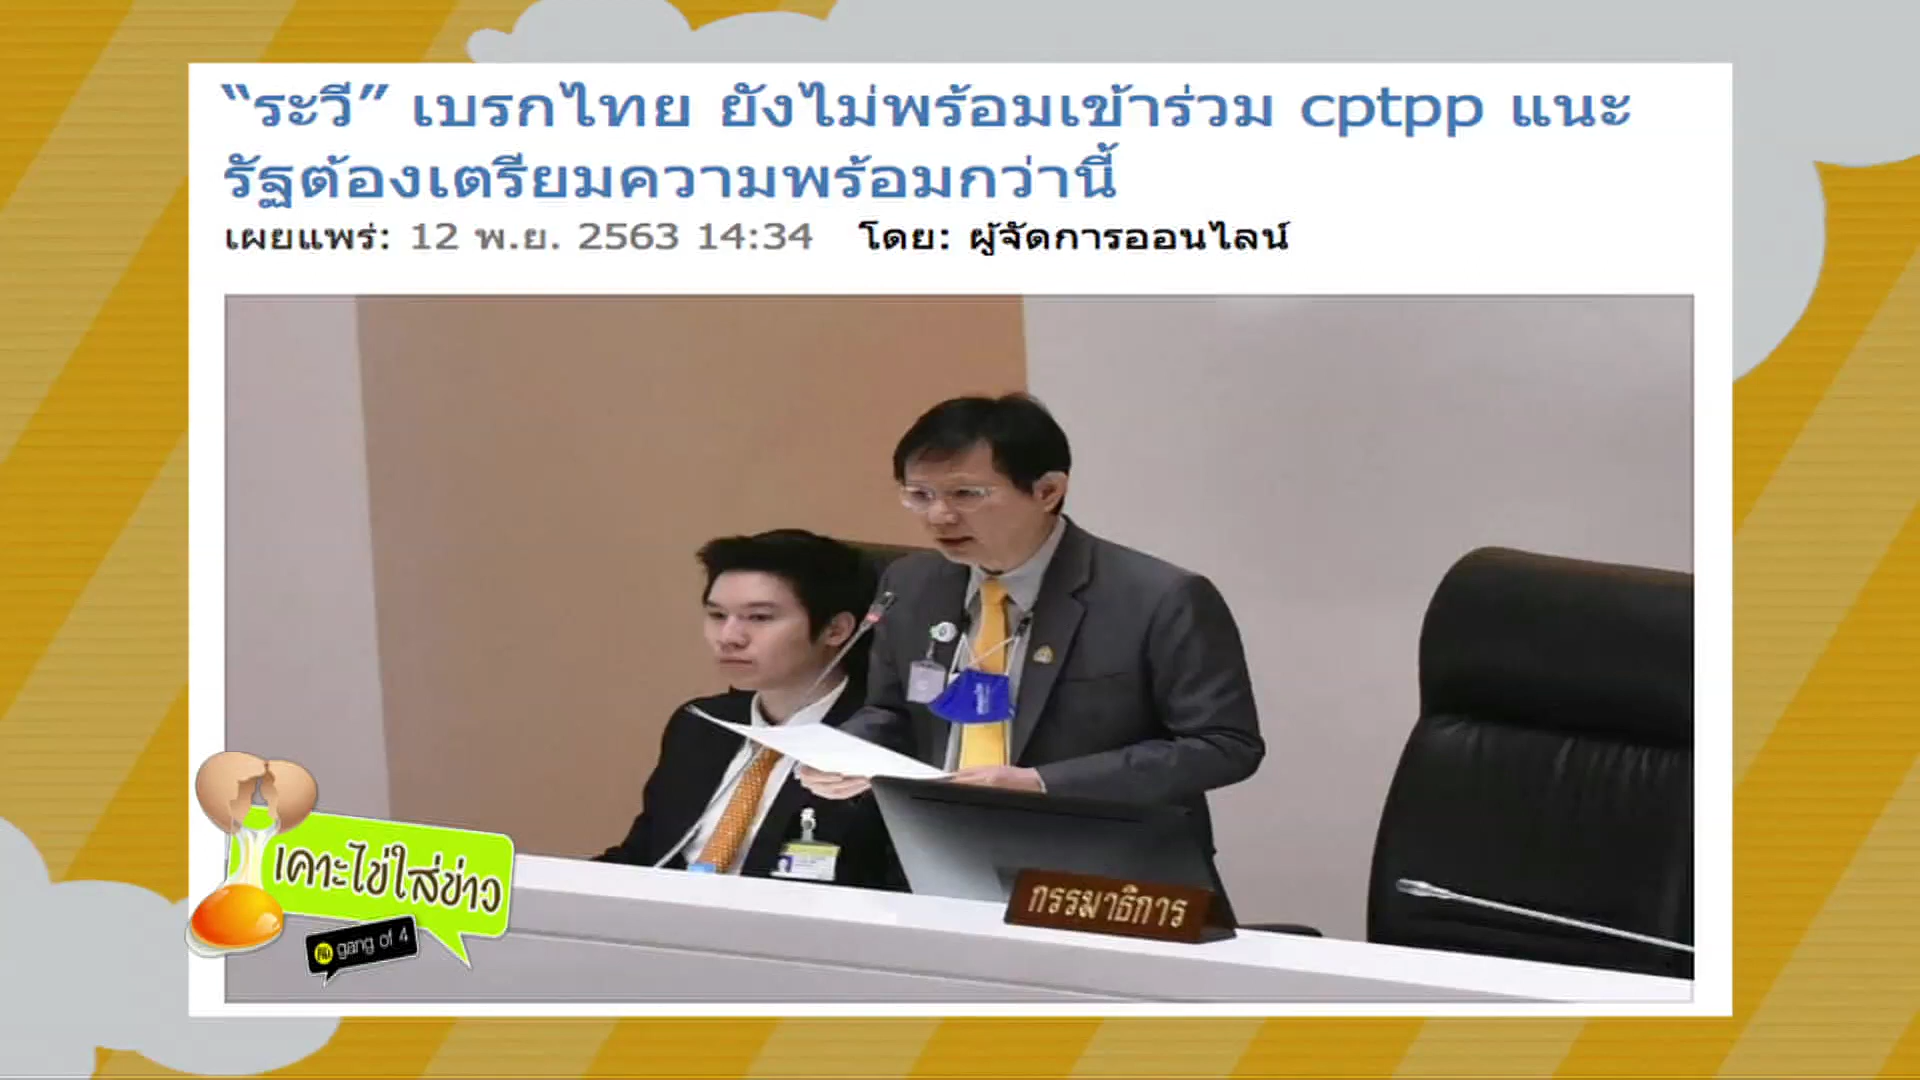 “ระวี” เบรกไทย ยังไม่พร้อมเข้าร่วม cptpp แนะ
รัฐต้องเตรียมความพร้อมกว่านี้
เผยแพร่: 12 พ.ย. 2563 14:34 โดย: ผู้จัดการออนไลน์
กรรมาธิการ
เคาะไข่ใส่ข่าว
gang of 4